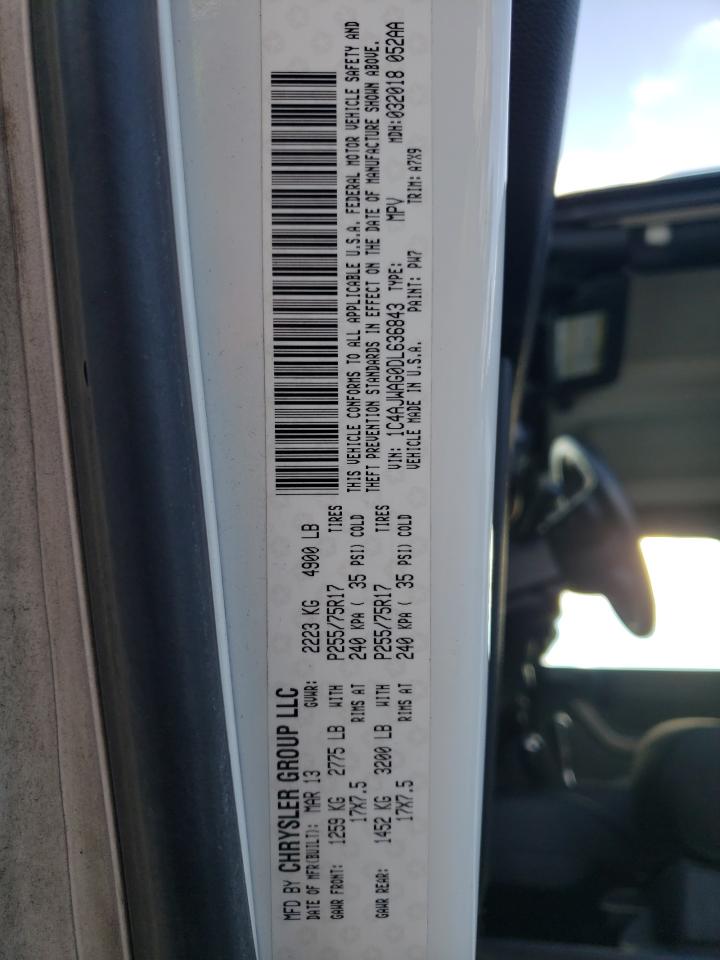 MFD BY CHRYSLER GROUP LLC
DATE OF MFR(BUILT): MAR 13 GVWR: 2223 KG 4900 LB
GAWR FRONT: 1259 KG 2775 LB WITH P255/75R17 TIRES
17X7.5 RIMS AT 240 KPA ( 35 PSI) COLD
GAWR REAR: 1452 KG 3200 LB WITH P255/75R17 TIRES
17X7.5 RIMS AT 240 KPA ( 35 PSI) COLD
THIS VEHICLE CONFORMS TO ALL APPLICABLE U.S.A. FEDERAL MOTOR VEHICLE SAFETY AND
THEFT PREVENTION STANDARDS IN EFFECT ON THE DATE OF MANUFACTURE SHOWN ABOVE.
VIN: 1C4AJWAG0DL636843 TYPE: MPV MDH:032018 052AA
VEHICLE MADE IN U.S.A. PAINT: PW7 TRIM: A7X9